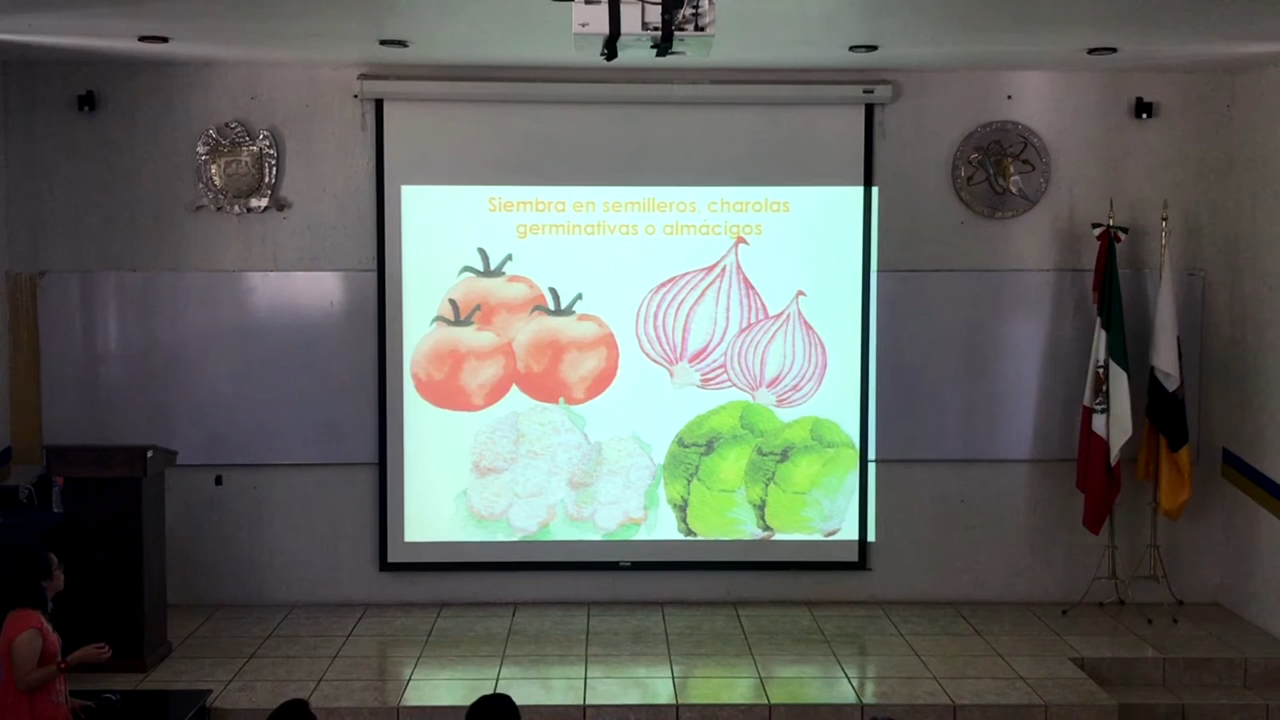 Siembra en semilleros, charolas
germinativas o almácigos